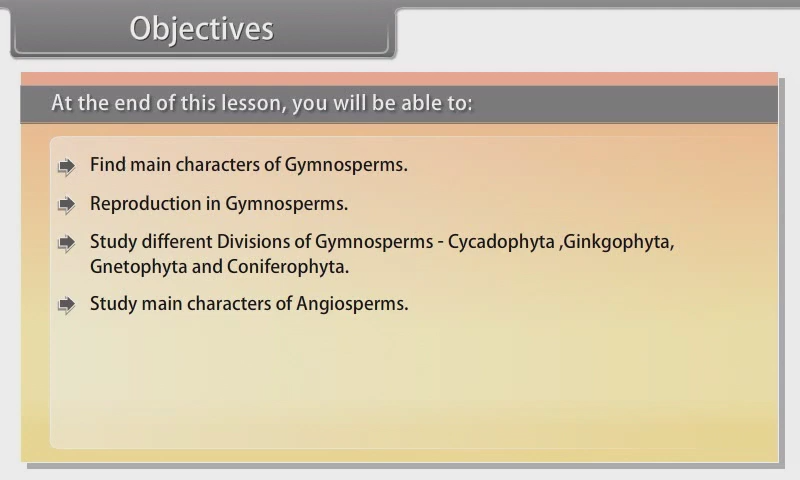 Objectives
At the end of this lesson, you will be able to:
Find main characters of Gymnosperms.
Reproduction in Gymnosperms.
Study different Divisions of Gymnosperms - Cycadophyta ,Ginkgophyta,
Gnetophyta and Coniferophyta.
Study main characters of Angiosperms.